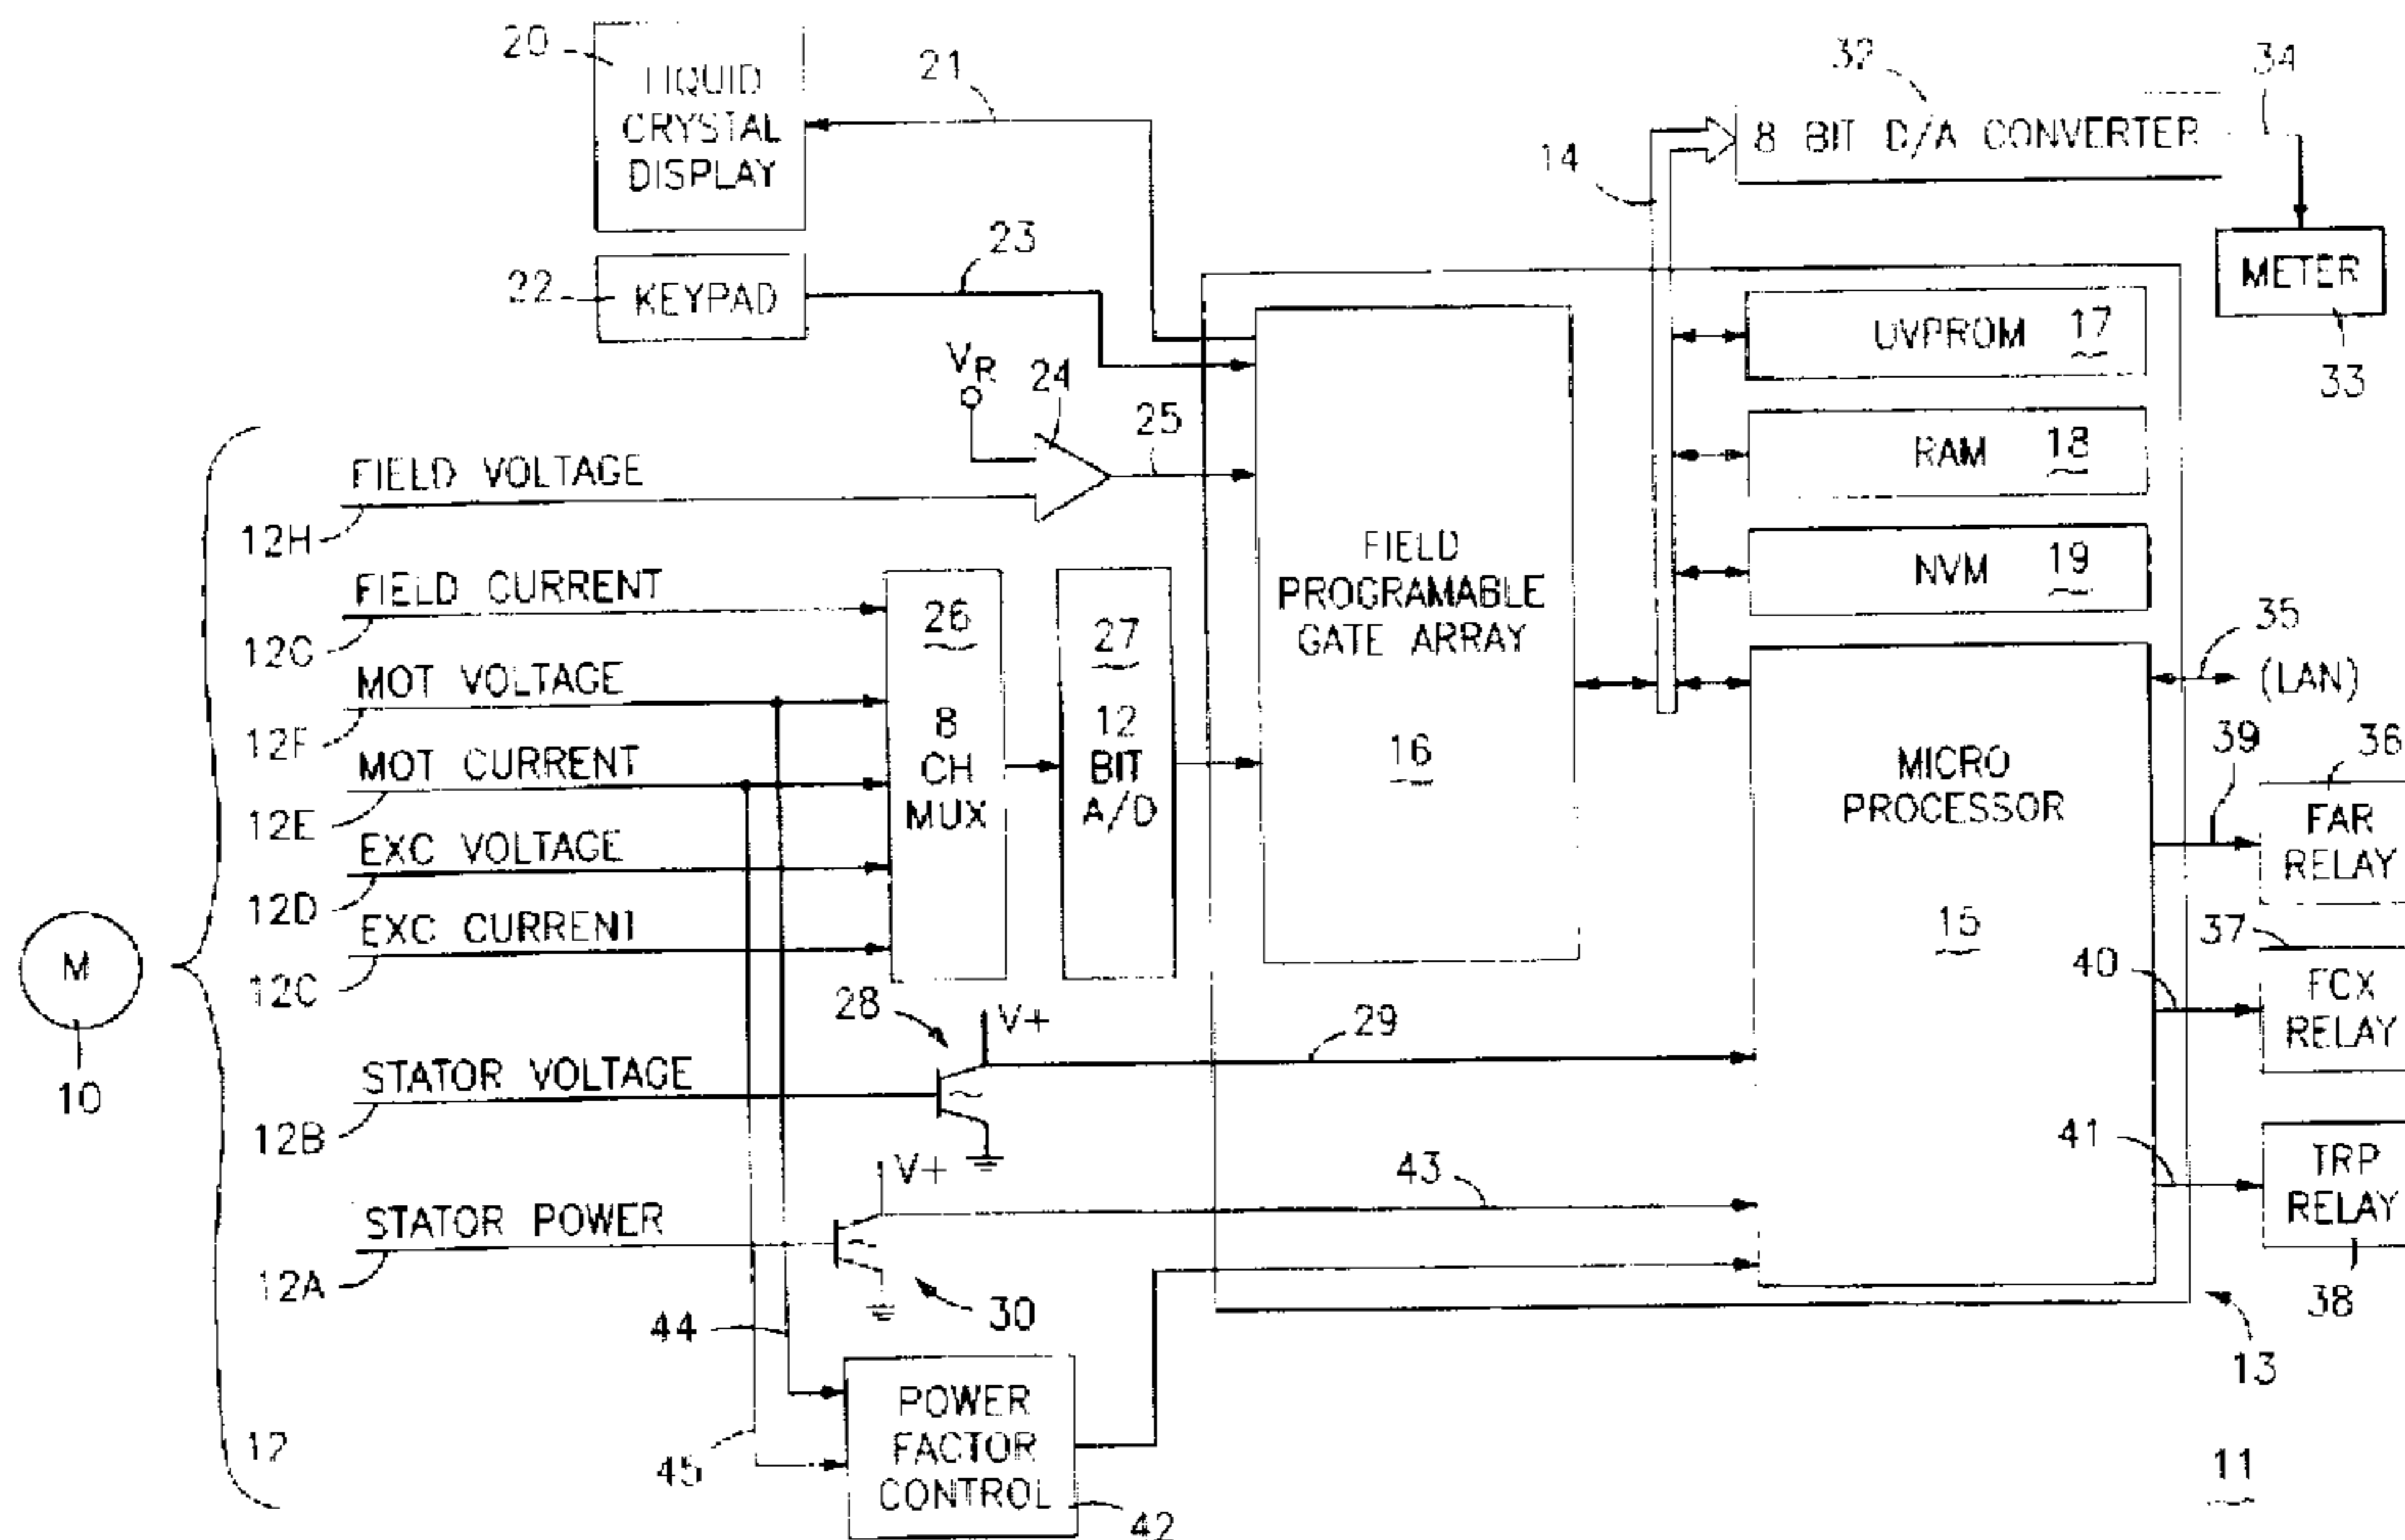 20
LIQUID
CRYSTAL
DISPLAY
21
22
KEYPAD
23
32
34
14
8 BIT D/A CONVERTER
METER
33
V_R
24
25
UVPROM 17
RAM 18
NVM 19
FIELD VOLTAGE
12H
FIELD CURRENT
12G
MOT VOLTAGE
12F
MOT CURRENT
12E
EXC VOLTAGE
12D
EXC CURRENT
12C
26
8
CH
MUX
27
12
BIT
A/D
FIELD
PROGRAMABLE
GATE ARRAY
16
MICRO
PROCESSOR
15
35
(LAN)
39
36
FAR
RELAY
37
40
FCX
RELAY
41
TRP
RELAY
38
M
10
28
V+
29
STATOR VOLTAGE
12B
V+
43
STATOR POWER
12A
30
44
45
POWER
FACTOR
CONTROL
42
12
13
11